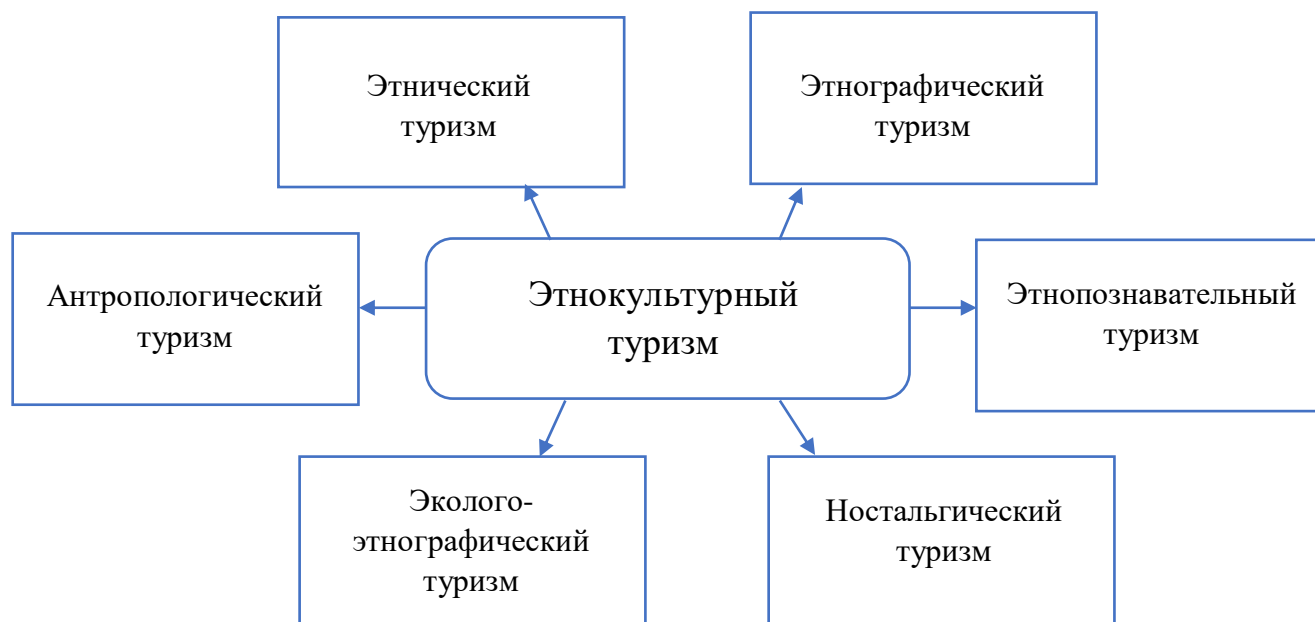 Этнический
туризм
Этнографический
туризм
Антропологический
туризм
Этнокультурный
туризм
Этнопознавательный
туризм
Эколого-
этнографический
туризм
Ностальгический
туризм